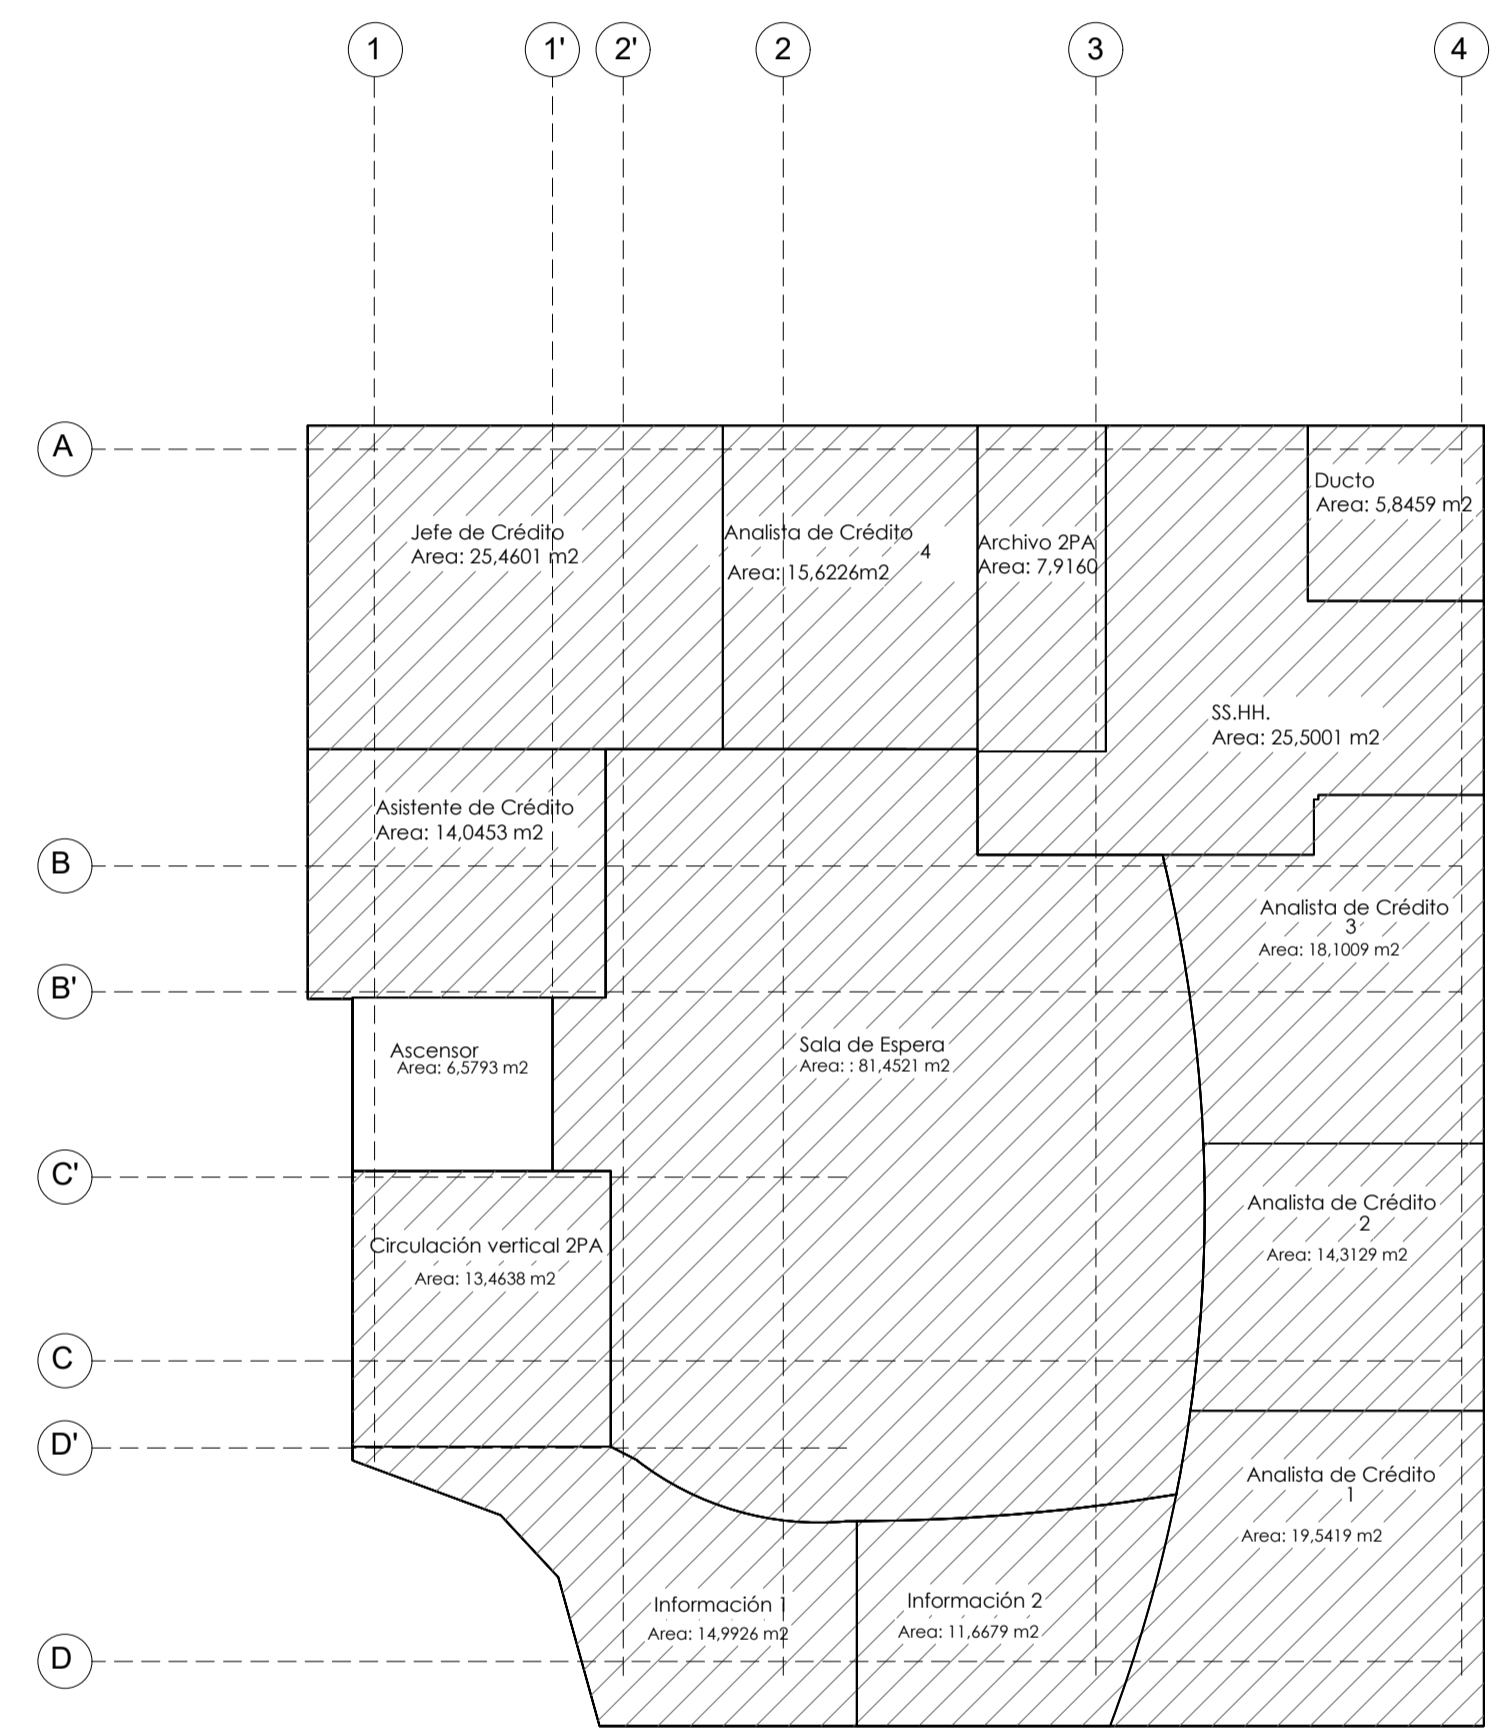 1
1'
2'
2
3
4
A
Ducto
Area: 5,8459 m2
Jefe de Crédito
Area: 25,4601 m2
Analista de Crédito
4
Area: 15,6226m2
Archivo 2PA
Area: 7,9160
SS.HH.
Area: 25,5001 m2
Asistente de Crédito
Area: 14,0453 m2
B
Analista de Crédito
3
Area: 18,1009 m2
B'
Ascensor
Area: 6,5793 m2
Sala de Espera
Area: : 81,4521 m2
C'
Analista de Crédito
2
Area: 14,3129 m2
Circulación vertical 2PA
Area: 13,4638 m2
C
D'
Analista de Crédito
1
Area: 19,5419 m2
Información 1
Area: 14,9926 m2
Información 2
Area: 11,6679 m2
D